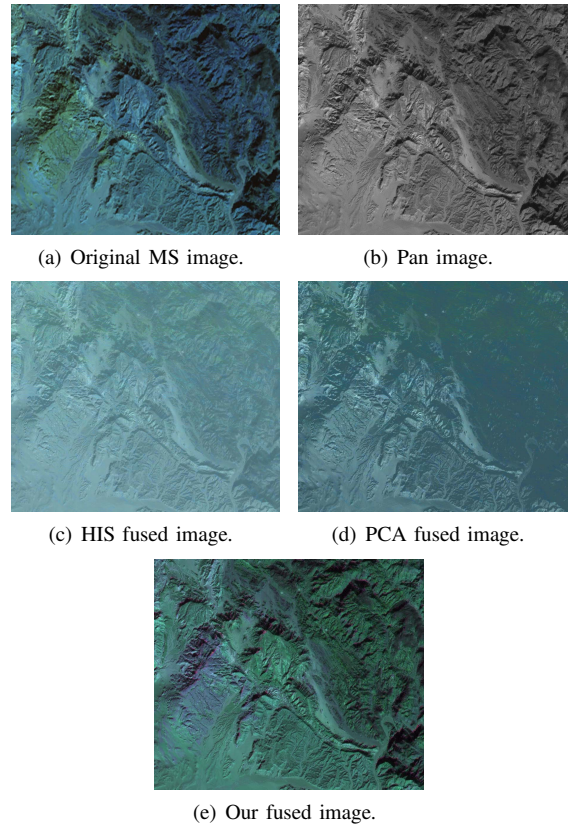 (a) Original MS image.
(b) Pan image.
(c) HIS fused image.
(d) PCA fused image.
(e) Our fused image.